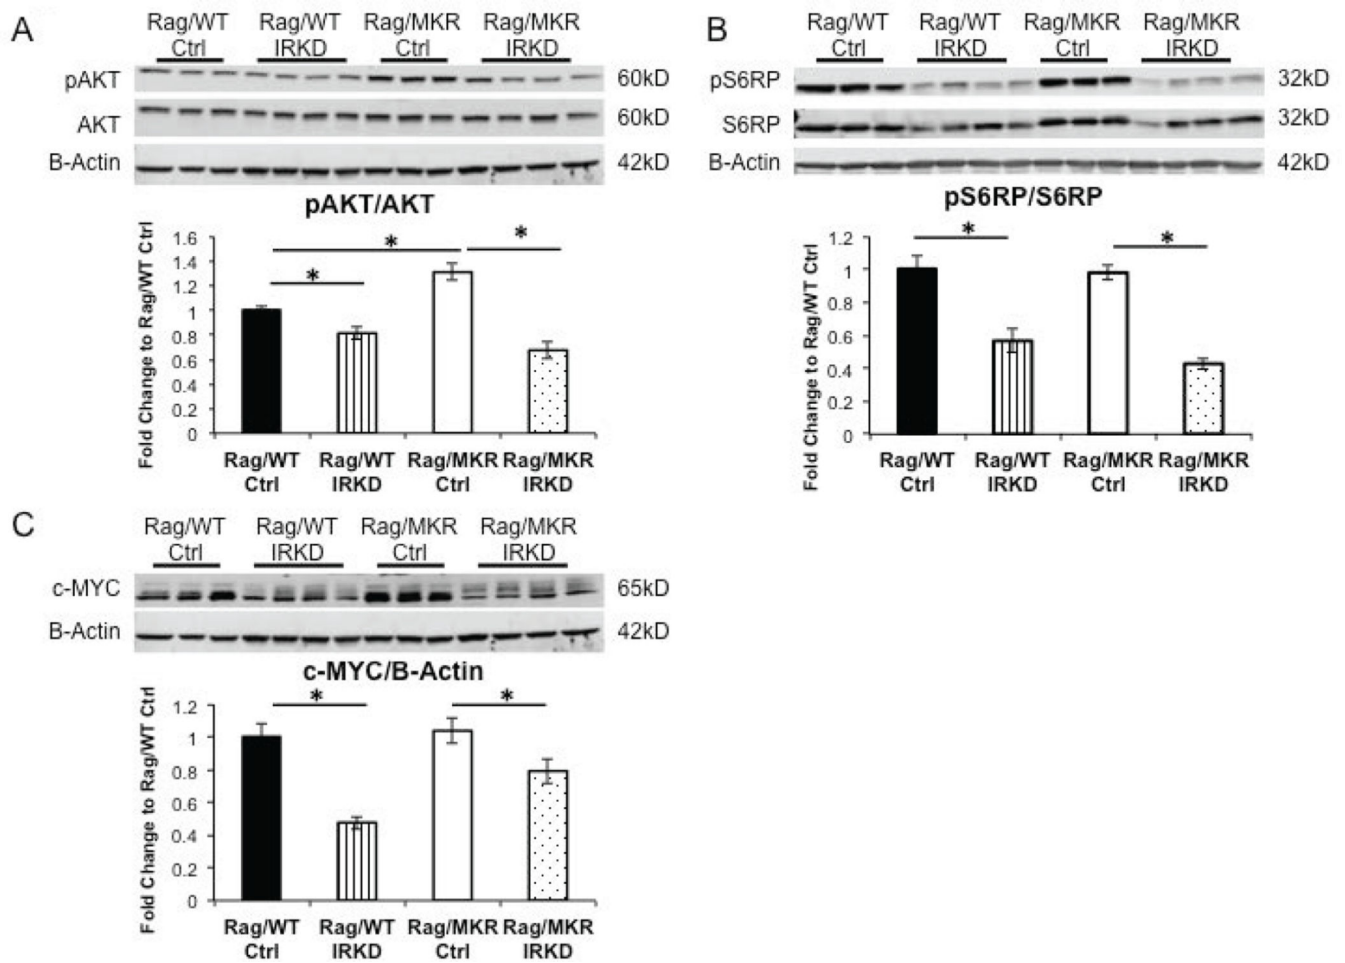 A
Rag/WT Rag/WT Rag/MKR Rag/MKR
Ctrl IRKD Ctrl IRKD
pAKT 60kD
AKT 60kD
B-Actin 42kD
pAKT/AKT
Fold Change to Rag/WT Ctrl
* * *
1.6
1.4
1.2
1
0.8
0.6
0.4
0.2
0
Rag/WT Rag/WT Rag/MKR Rag/MKR
Ctrl IRKD Ctrl IRKD
B
Rag/WT Rag/WT Rag/MKR Rag/MKR
Ctrl IRKD Ctrl IRKD
pS6RP 32kD
S6RP 32kD
B-Actin 42kD
pS6RP/S6RP
Fold Change to Rag/WT Ctrl
* *
1.2
1
0.8
0.6
0.4
0.2
0
Rag/WT Rag/WT Rag/MKR Rag/MKR
Ctrl IRKD Ctrl IRKD
C
Rag/WT Rag/WT Rag/MKR Rag/MKR
Ctrl IRKD Ctrl IRKD
c-MYC 65kD
B-Actin 42kD
c-MYC/B-Actin
Fold Change to Rag/WT Ctrl
* *
1.2
1
0.8
0.6
0.4
0.2
0
Rag/WT Rag/WT Rag/MKR Rag/MKR
Ctrl IRKD Ctrl IRKD